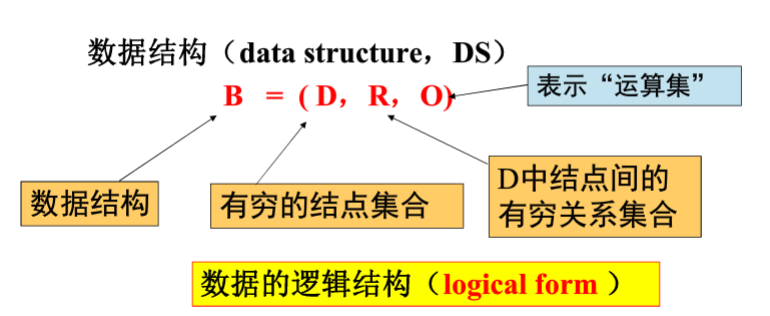 数据结构（data structure，DS）
B = ( D， R， O)
表示“运算集”
数据结构
有穷的结点集合
D中结点间的
有穷关系集合
数据的逻辑结构（logical form ）